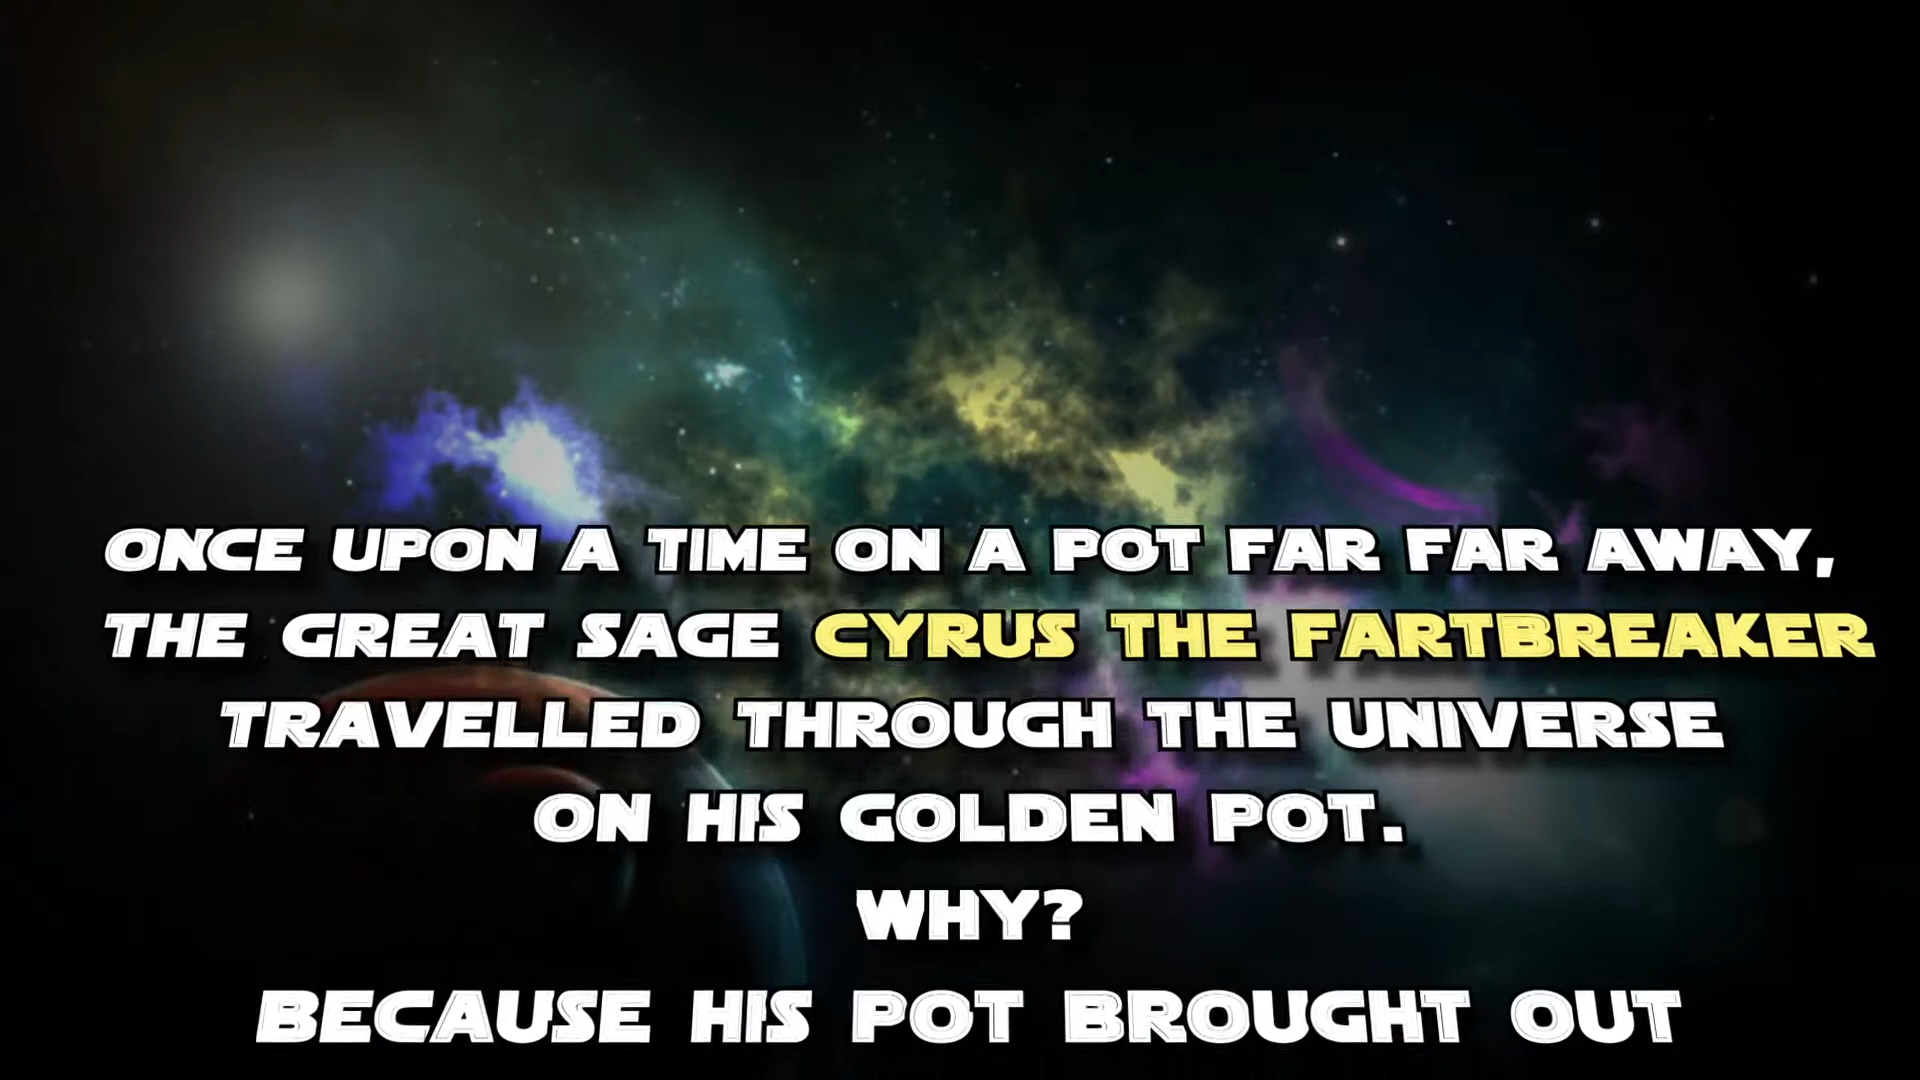 ONCE UPON A TIME ON A POT FAR FAR AWAY,
THE GREAT SAGE CYRUS THE FARTBREAKER
TRAVELLED THROUGH THE UNIVERSE
ON HIS GOLDEN POT.
WHY?
BECAUSE HIS POT BROUGHT OUT